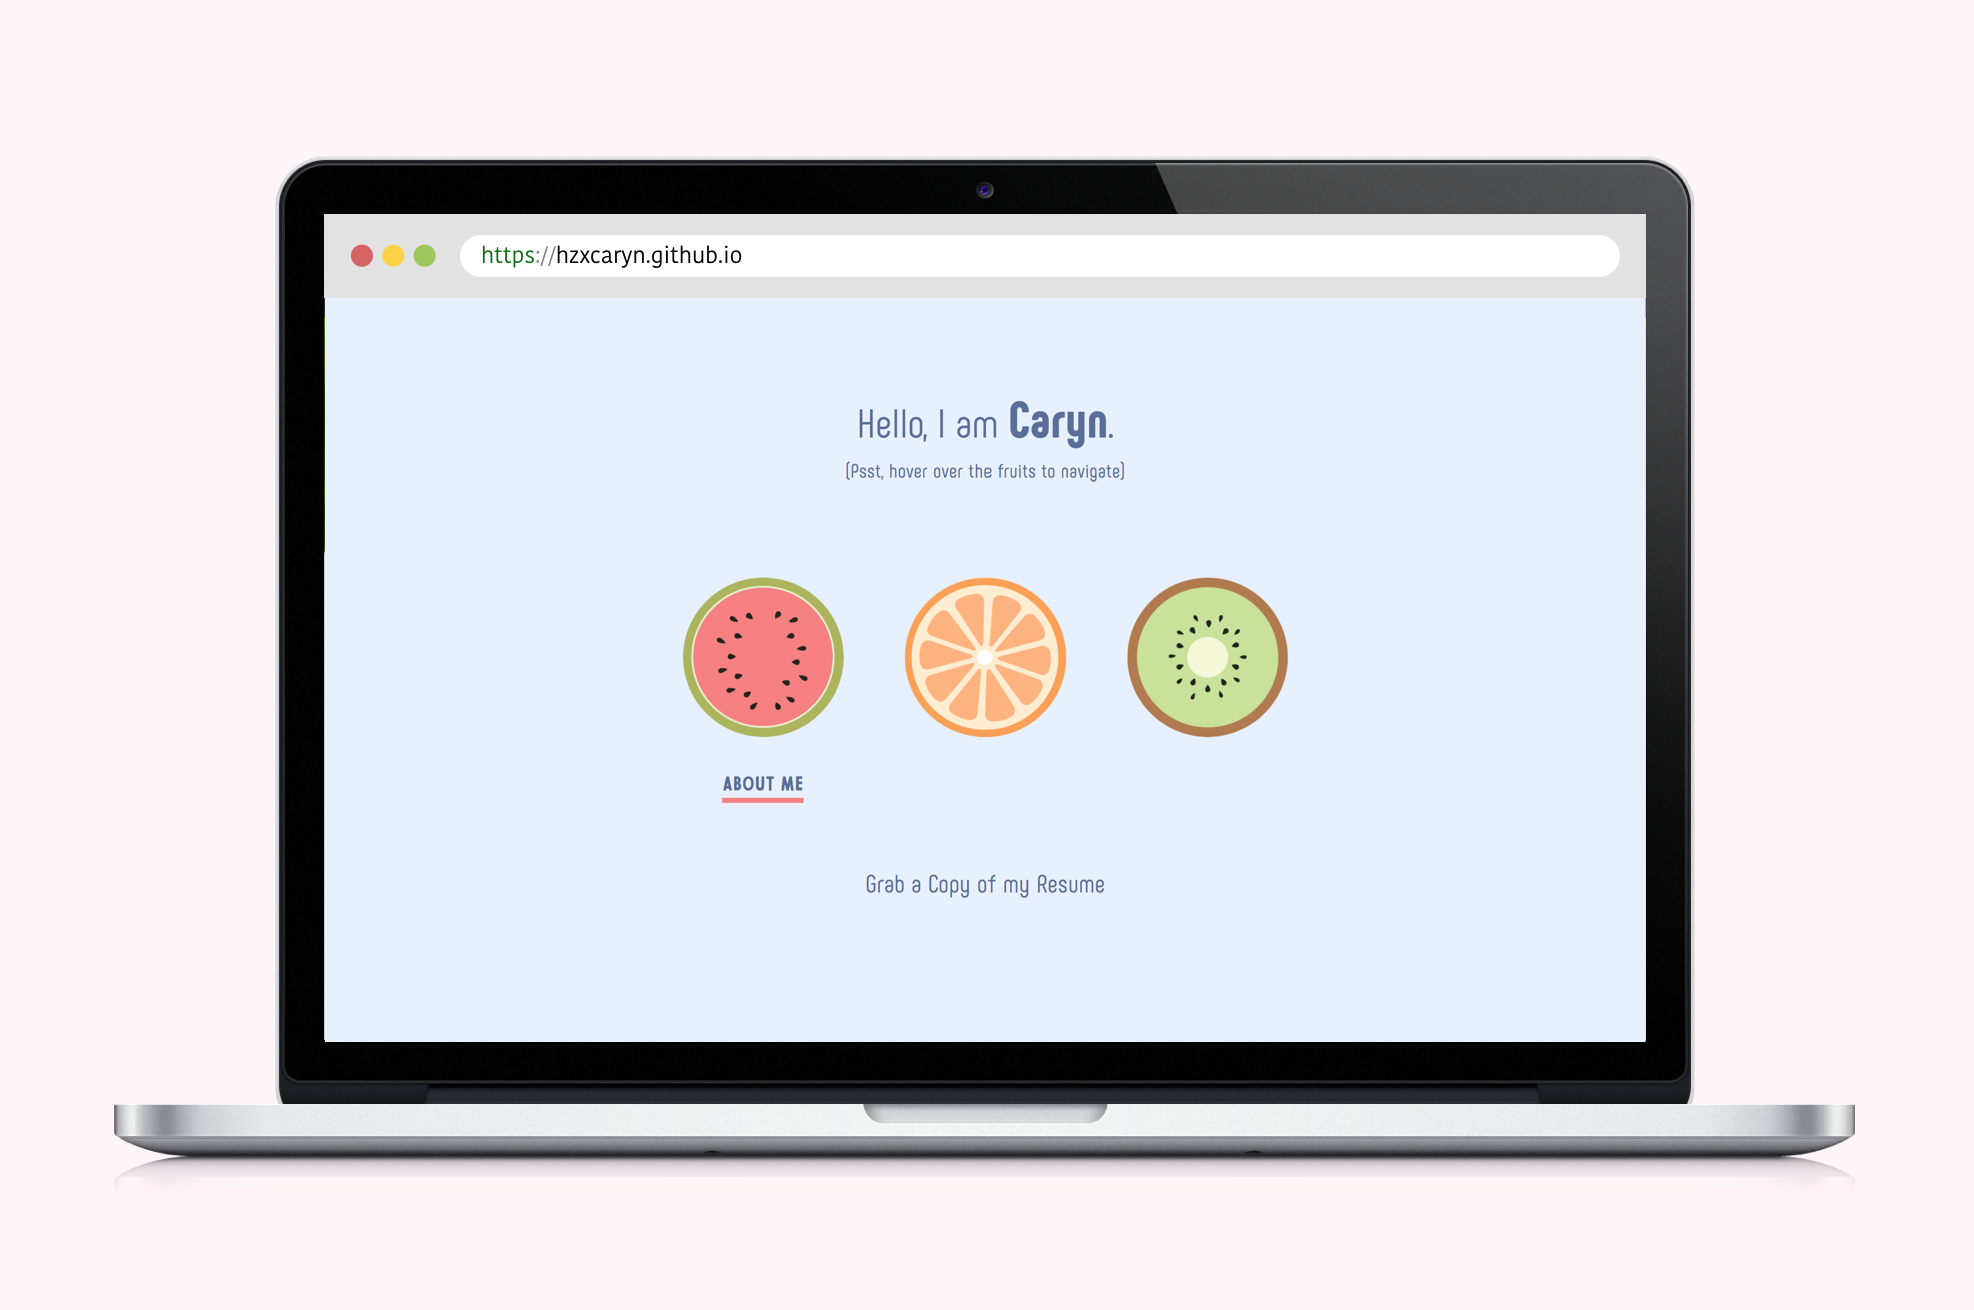 https://hzxcaryn.github.io
Hello, I am Caryn.
(Psst, hover over the fruits to navigate)
ABOUT ME
Grab a Copy of my Resume